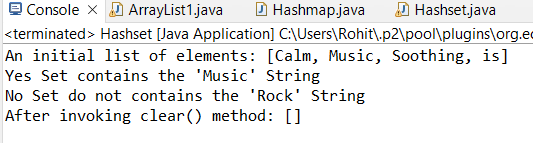 Console × ArrayList1.java Hashmap.java Hashset.java
<terminated> Hashset [Java Application] C:\Users\Rohit\.p2\pool\plugins\org.ec
An initial list of elements: [Calm, Music, Soothing, is]
Yes Set contains the 'Music' String
No Set do not contains the 'Rock' String
After invoking clear() method: []